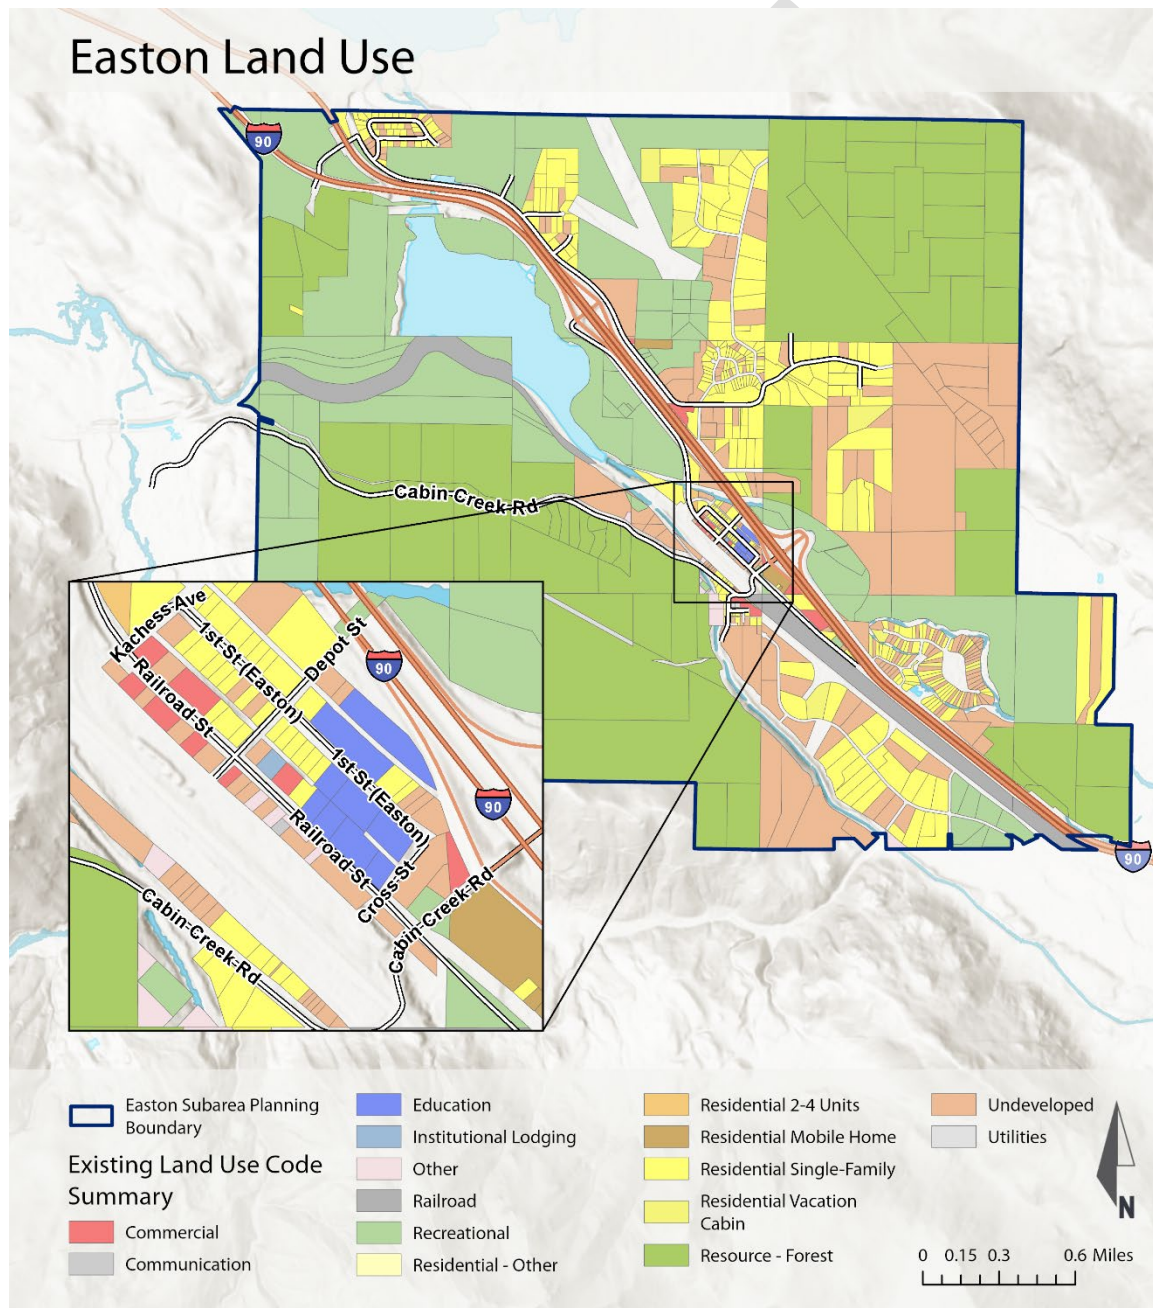 Easton Land Use
90
Cabin-Creek Rd
Kachess Ave
1st-St-(Easton)
Depot St
Railroad-St
90
1st-St-(Easton)
90
Railroad-St
Cross-St
Cabin-Creek-Rd
Cabin-Creek-Rd
90
Easton Subarea Planning
Boundary
Existing Land Use Code
Summary
Commercial
Communication
Education
Institutional Lodging
Other
Railroad
Recreational
Residential - Other
Residential 2-4 Units
Residential Mobile Home
Residential Single-Family
Residential Vacation
Cabin
Resource - Forest
Undeveloped
Utilities
N
0 0.15 0.3 0.6 Miles